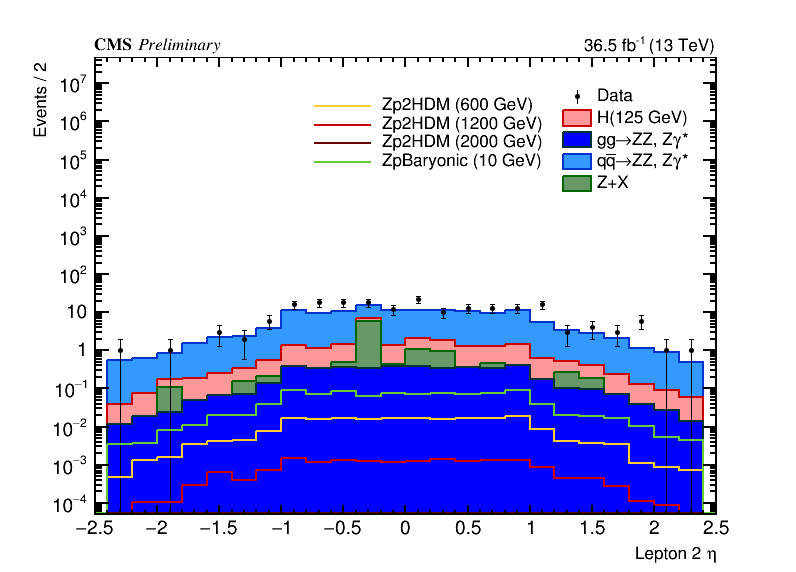 CMS Preliminary
36.5 fb⁻¹ (13 TeV)
Events / 2
10⁷
10⁶
10⁵
10⁴
10³
10²
10
1
10⁻¹
10⁻²
10⁻³
10⁻⁴
Zp2HDM (600 GeV)
Zp2HDM (1200 GeV)
Zp2HDM (2000 GeV)
ZpBaryonic (10 GeV)
Data
H(125 GeV)
gg→ZZ, Zγ*
qq̅→ZZ, Zγ*
Z+X
−2.5 −2 −1.5 −1 −0.5 0 0.5 1 1.5 2 2.5
Lepton 2 η